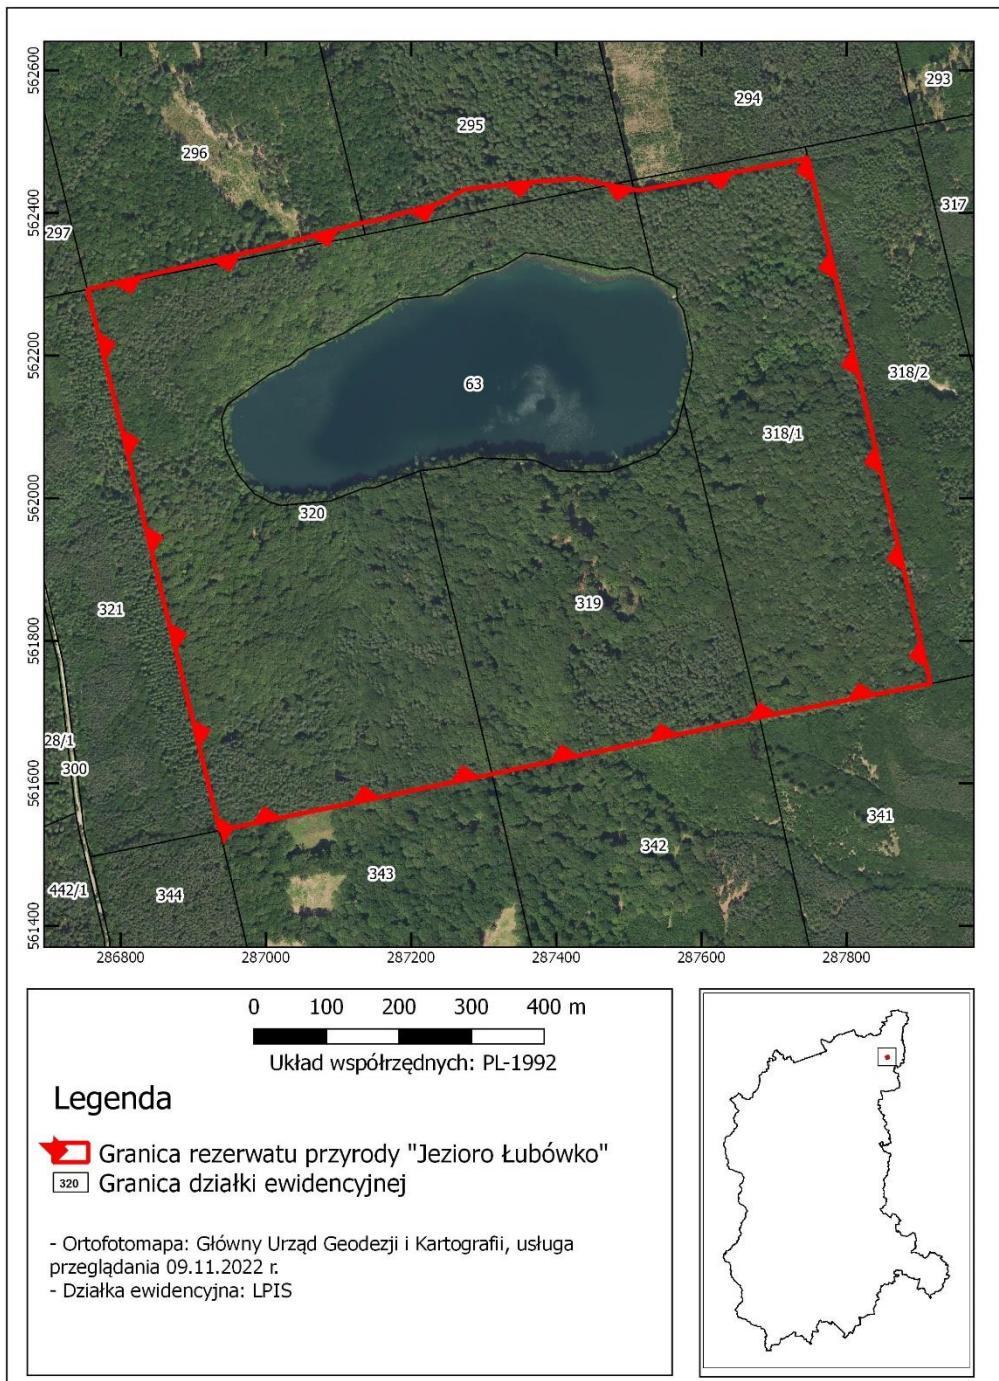 562600
562400
562200
562000
561800
561600
561400
293
294
295
296
317
297
318/2
63
318/1
320
319
321
28/1
300
341
342
343
442/1
344
286800 287000 287200 287400 287600 287800
0 100 200 300 400 m
Układ współrzędnych: PL-1992
Legenda
Granica rezerwatu przyrody "Jezioro Łubówko"
320 Granica działki ewidencyjnej
- Ortofotomapa: Główny Urząd Geodezji i Kartografii, usługa
przeglądania 09.11.2022 r.
- Działka ewidencyjna: LPIS